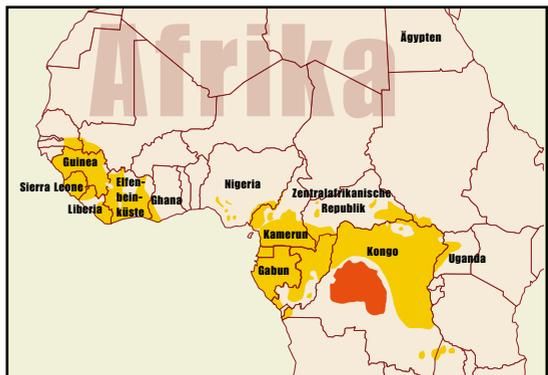 Afrika
Ägypten
Guinea
Sierra Leone
Liberia
Elfen-
bein-
küste
Ghana
Nigeria
Zentralafrikanische
Republik
Kamerun
Kongo
Uganda
Gabun